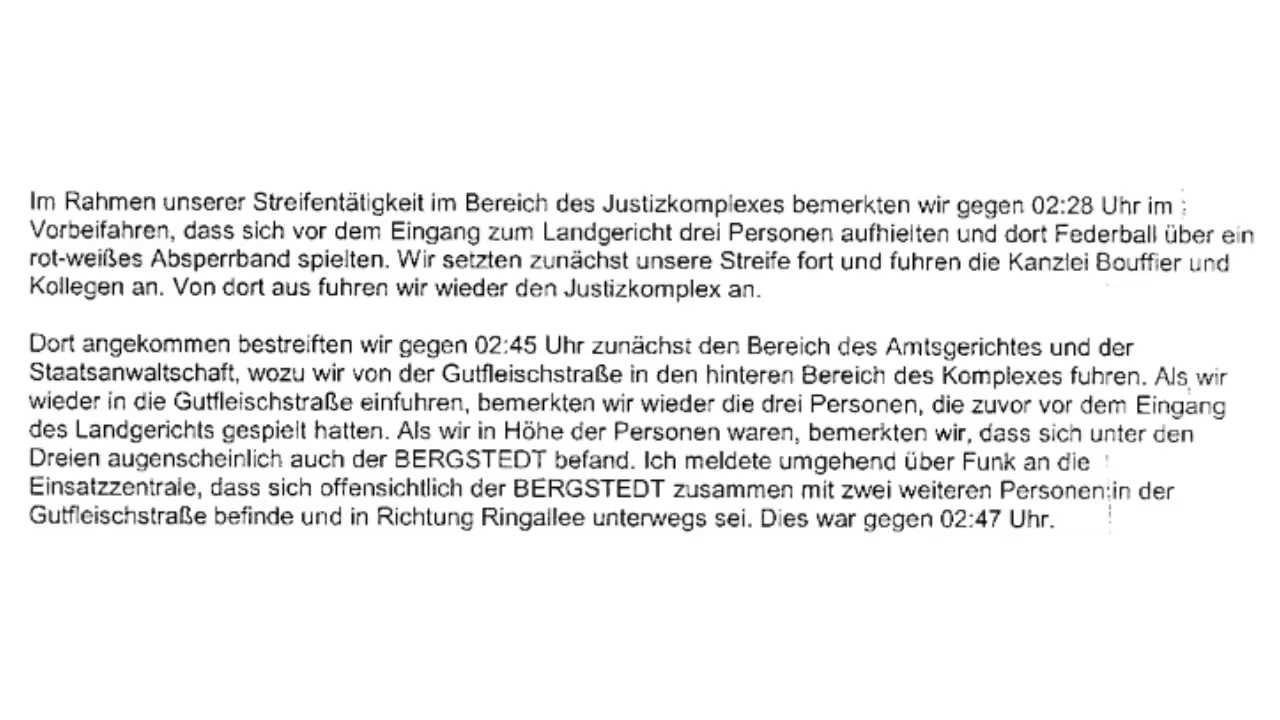 Im Rahmen unserer Streifentätigkeit im Bereich des Justizkomplexes bemerkten wir gegen 02:28 Uhr im
Vorbeifahren, dass sich vor dem Eingang zum Landgericht drei Personen aufhielten und dort Federball über ein
rot-weißes Absperrband spielten. Wir setzten zunächst unsere Streife fort und fuhren die Kanzlei Bouffier und
Kollegen an. Von dort aus fuhren wir wieder den Justizkomplex an.
Dort angekommen bestreiften wir gegen 02:45 Uhr zunächst den Bereich des Amtsgerichtes und der
Staatsanwaltschaft, wozu wir von der Gutfleischstraße in den hinteren Bereich des Komplexes fuhren. Als wir
wieder in die Gutfleischstraße einfuhren, bemerkten wir wieder die drei Personen, die zuvor vor dem Eingang
des Landgerichts gespielt hatten. Als wir in Höhe der Personen waren, bemerkten wir, dass sich unter den
Dreien augenscheinlich auch der BERGSTEDT befand. Ich meldete umgehend über Funk an die
Einsatzzentrale, dass sich offensichtlich der BERGSTEDT zusammen mit zwei weiteren Personen in der
Gutfleischstraße befinde und in Richtung Ringallee unterwegs sei. Dies war gegen 02:47 Uhr.